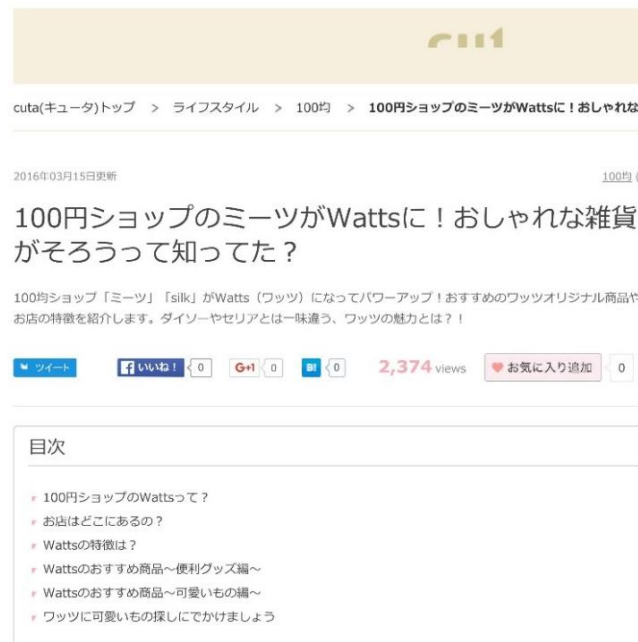 cuta(キュータ)トップ > ライフスタイル > 100均 > 100円ショップのミーツがWattsに！おしゃれな
2016年03月15日更新 100均
100円ショップのミーツがWattsに！おしゃれな雑貨
がそろうって知ってた？
100均ショップ「ミーツ」「silk」がWatts（ワッツ）になってパワーアップ！おすすめのワッツオリジナル商品や
お店の特徴を紹介します。ダイソーやセリアとは一味違う、ワッツの魅力とは？！
ツイート いいね！ 0 G+1 0 B! 0 2,374 views お気に入り追加 0
目次
100円ショップのWattsって？
お店はどこにあるの？
Wattsの特徴は？
Wattsのおすすめ商品～便利グッズ編～
Wattsのおすすめ商品～可愛いもの編～
ワッツに可愛いもの探しにでかけましょう